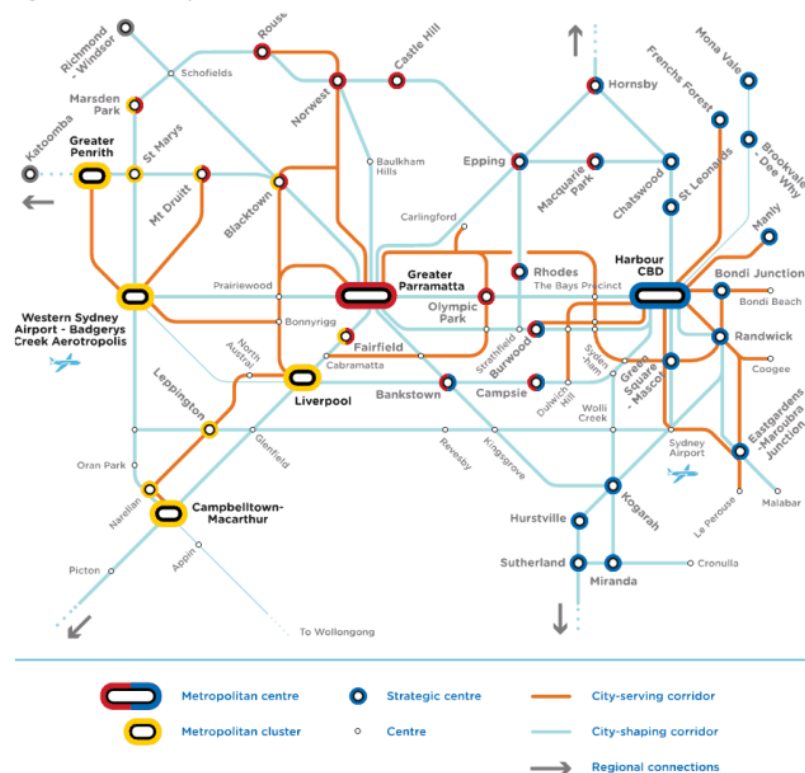 Richmond
- Windsor
Schofields
Rouse
Castle Hill
Norwest
Hornsby
Frenchs Forest
Mona Vale
Brookvale
- Dee Why
Marsden
Park
Katoomba
Greater
Penrith
St Marys
Mt Druitt
Blacktown
Baulkham
Hills
Epping
Macquarie
Park
Chatswood
St Leonards
Manly
Carlingford
Harbour
CBD
Bondi Junction
Bondi Beach
Prairiewood
Greater
Parramatta
Olympic
Park
Rhodes
The Bays Precinct
Western Sydney
Airport - Badgerys
Creek Aerotropolis
Bonnyrigg
North
Austral
Fairfield
Cabramatta
Strathfield
Burwood
Syden
-ham
Randwick
Coogee
Green
Square
- Mascot
Leppington
Liverpool
Bankstown
Campsie
Dulwich
Hill
Wolli
Creek
Eastgardens
-Maroubra
Junction
Oran Park
Glenfield
Revesby
Kingsgrove
Sydney
Airport
Narellan
Campbelltown-
Macarthur
Kogarah
Le Perouse
Malabar
Hurstville
Picton
Appin
Sutherland
Miranda
Cronulla
To Wollongong
Metropolitan centre
Strategic centre
City-serving corridor
Metropolitan cluster
Centre
City-shaping corridor
Regional connections